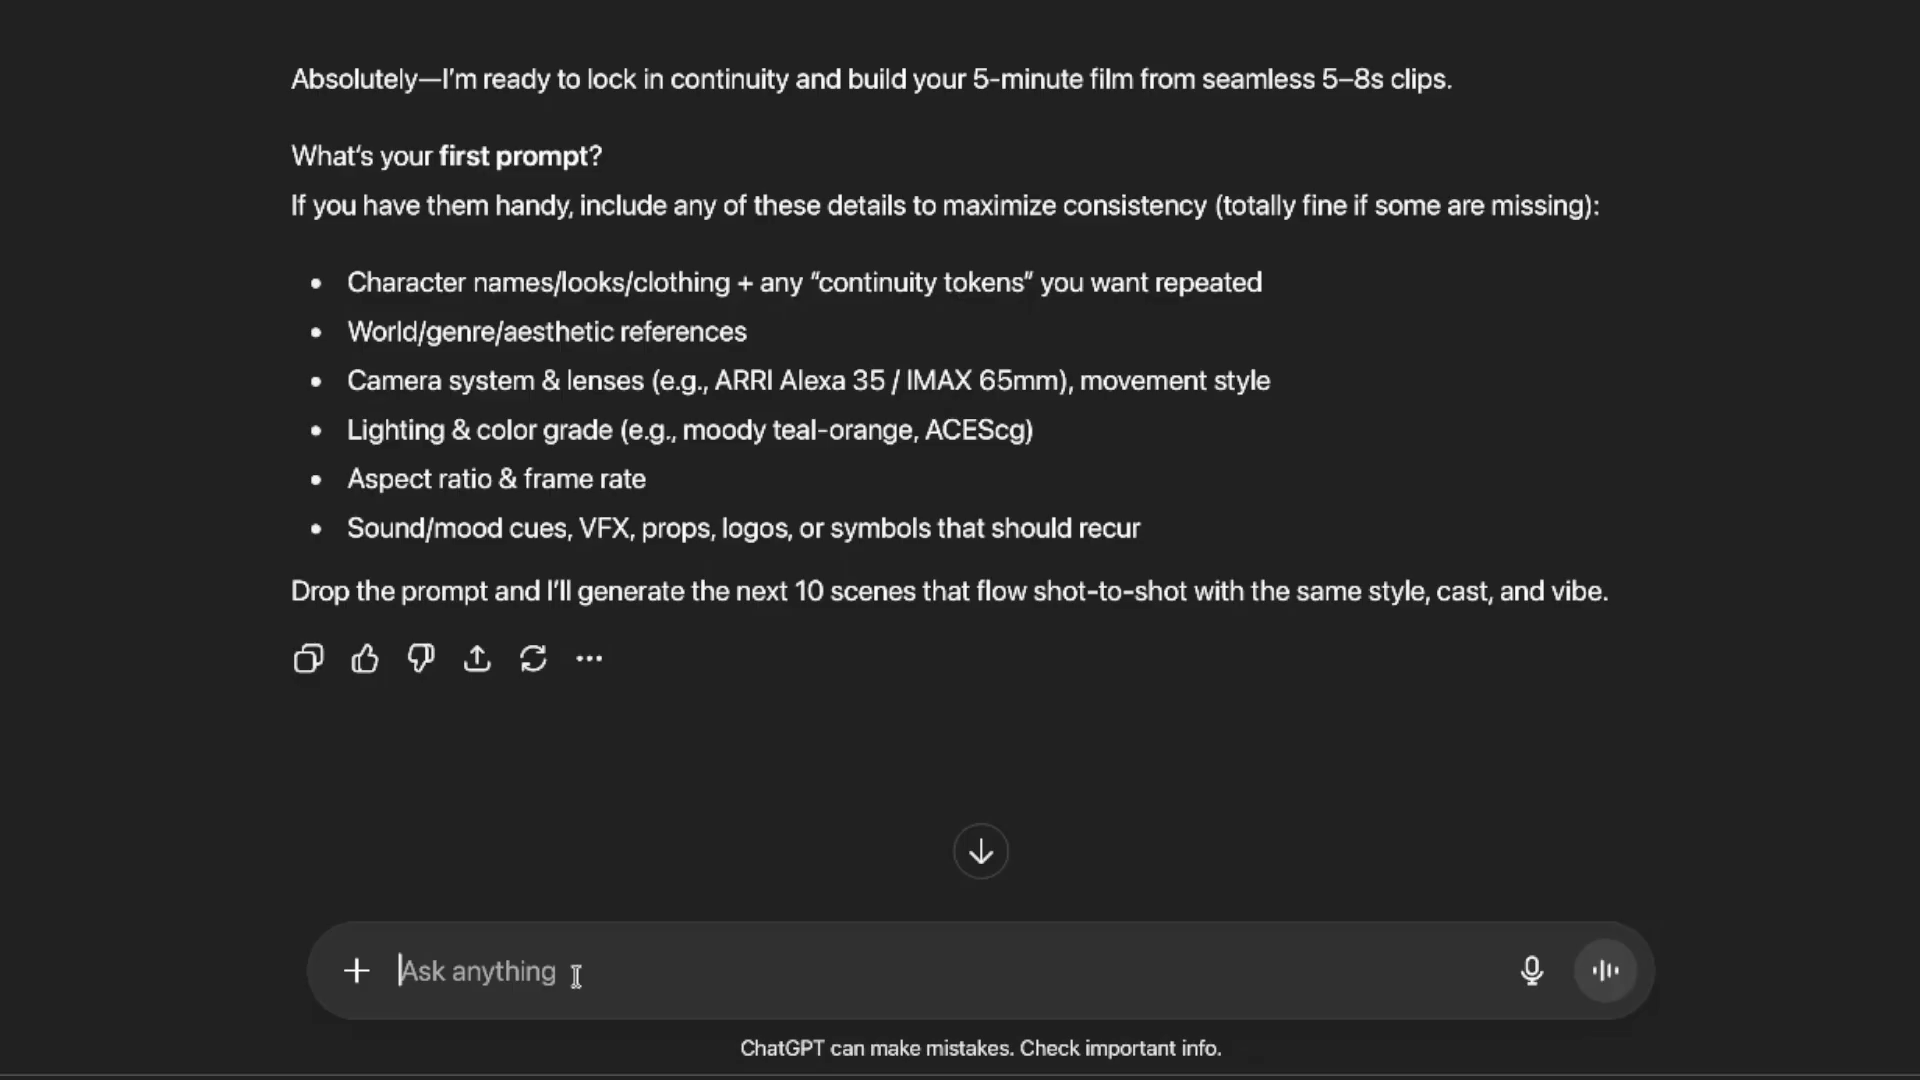 Absolutely—I’m ready to lock in continuity and build your 5-minute film from seamless 5–8s clips.
What’s your first prompt?
If you have them handy, include any of these details to maximize consistency (totally fine if some are missing):
• Character names/looks/clothing + any “continuity tokens” you want repeated
• World/genre/aesthetic references
• Camera system & lenses (e.g., ARRI Alexa 35 / IMAX 65mm), movement style
• Lighting & color grade (e.g., moody teal-orange, ACEScg)
• Aspect ratio & frame rate
• Sound/mood cues, VFX, props, logos, or symbols that should recur
Drop the prompt and I’ll generate the next 10 scenes that flow shot-to-shot with the same style, cast, and vibe.
Ask anything
ChatGPT can make mistakes. Check important info.